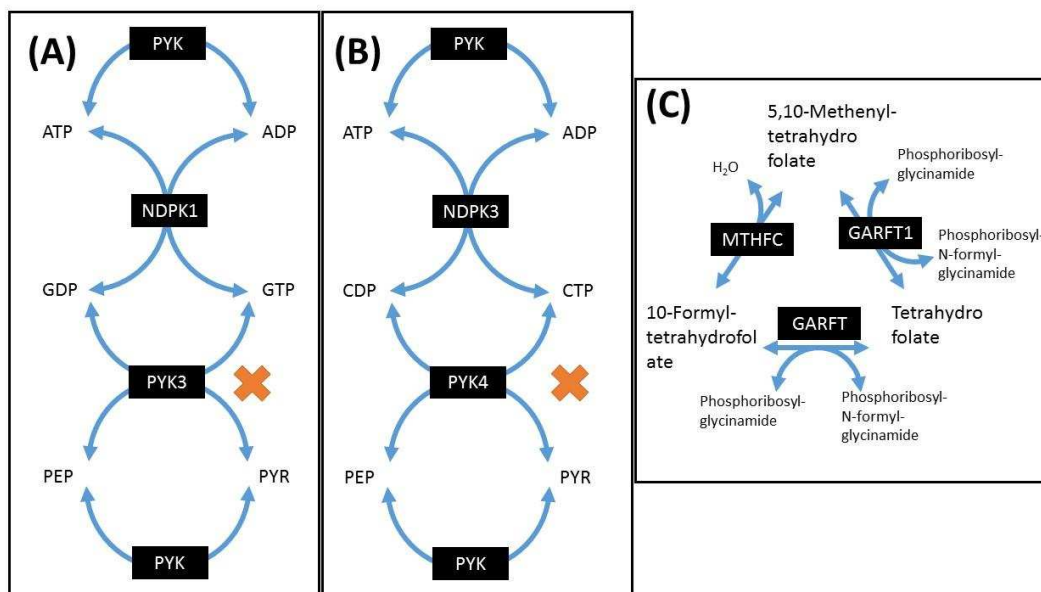 (A)
PYK
ATP
ADP
NDPK1
GDP
GTP
PYK3
PEP
PYR
PYK
(B)
PYK
ATP
ADP
NDPK3
CDP
CTP
PYK4
PEP
PYR
PYK
(C)
5,10-Methenyl-
tetrahydro
folate
H₂O
Phosphoribosyl-
glycinamide
MTHFC
GARFT1
Phosphoribosyl-
N-formyl-
glycinamide
10-Formyl-
tetrahydrofol
ate
GARFT
Tetrahydro
folate
Phosphoribosyl-
glycinamide
Phosphoribosyl-
N-formyl-
glycinamide